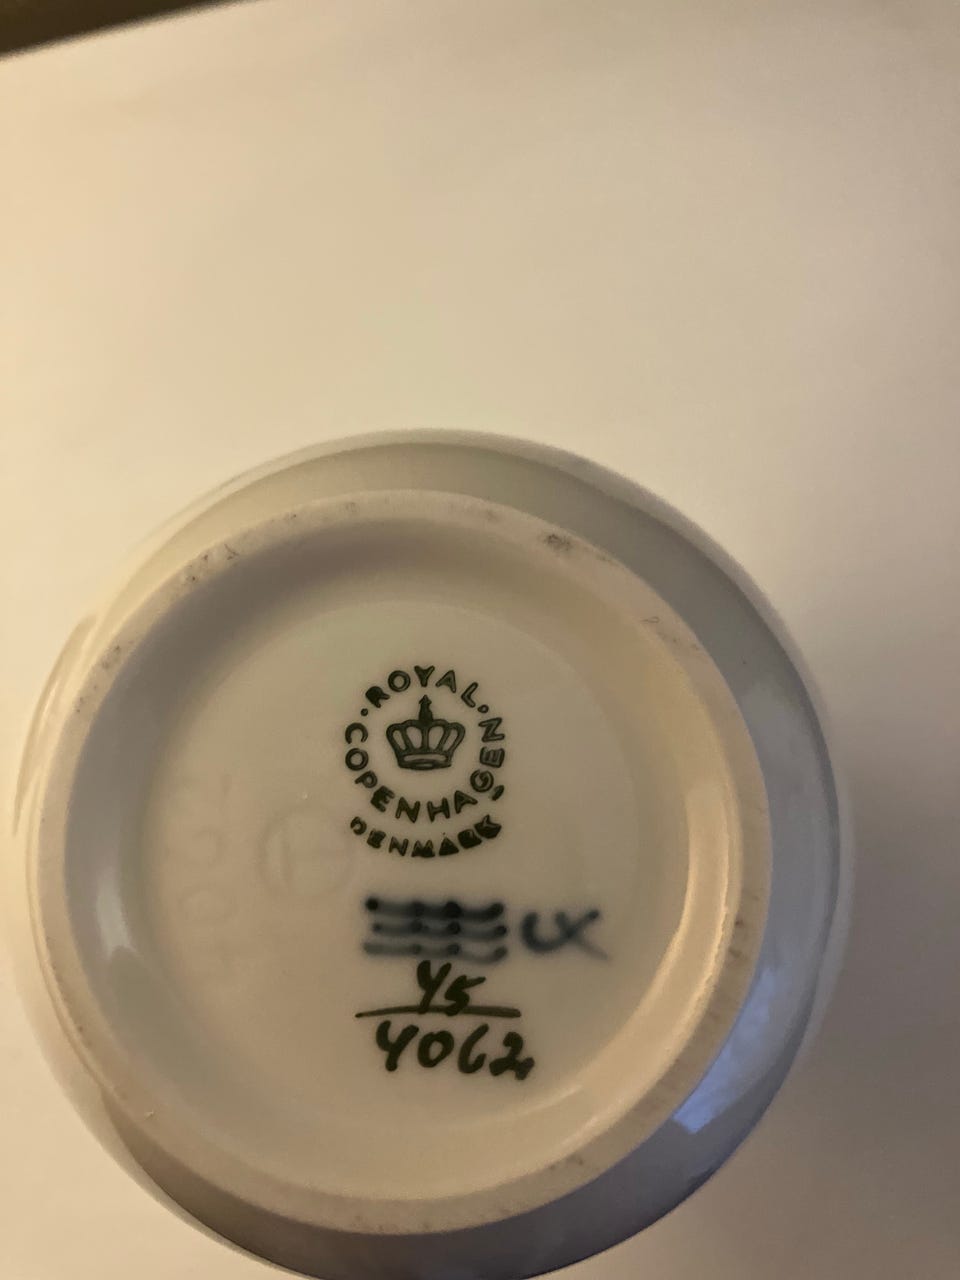 ROYAL.
COPENHAGEN
DENMARK
45
4062